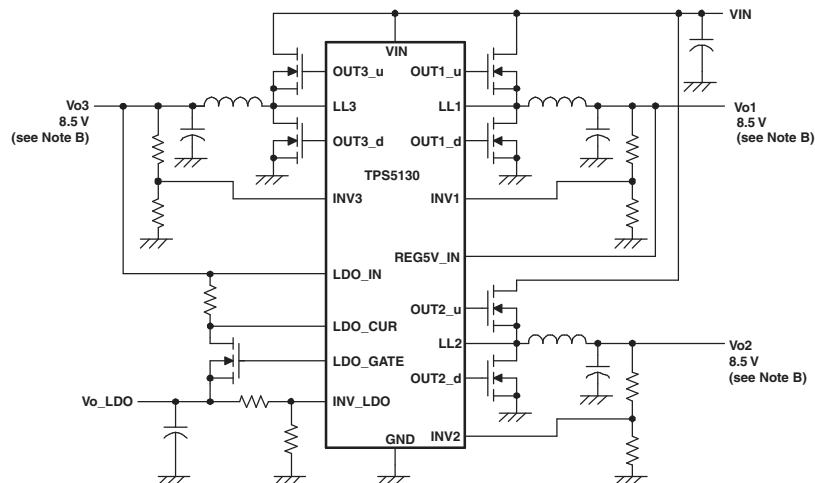 VIN
VIN
OUT3_u
OUT1_u
Vo3
8.5 V
(see Note B)
LL3
LL1
Vo1
8.5 V
(see Note B)
OUT3_d
OUT1_d
TPS5130
INV3
INV1
REG5V_IN
LDO_IN
OUT2_u
LDO_CUR
LL2
Vo2
8.5 V
(see Note B)
LDO_GATE
OUT2_d
Vo_LDO
INV_LDO
INV2
GND